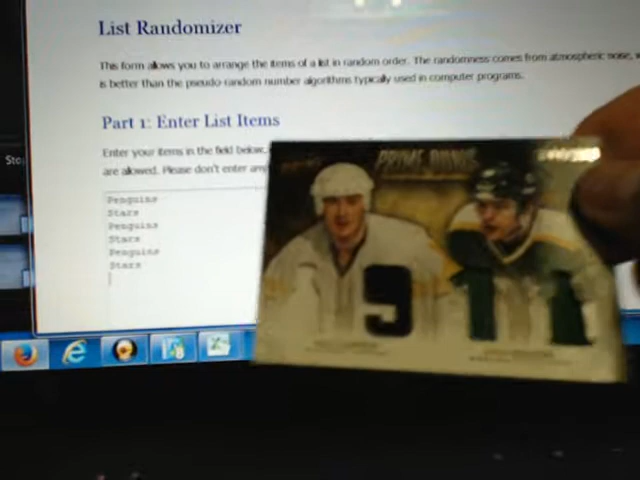 List Randomizer
This form allows you to arrange the items of a list in random order. The randomness comes from atmospheric noise, w
is better than the pseudo-random number algorithms typically used in computer programs.
Part 1: Enter List Items
Enter your items in the field below.
are allowed. Please don't enter any
Penguins
Stars
Penguins
Stars
Penguins
Stars
PRIME
9 11